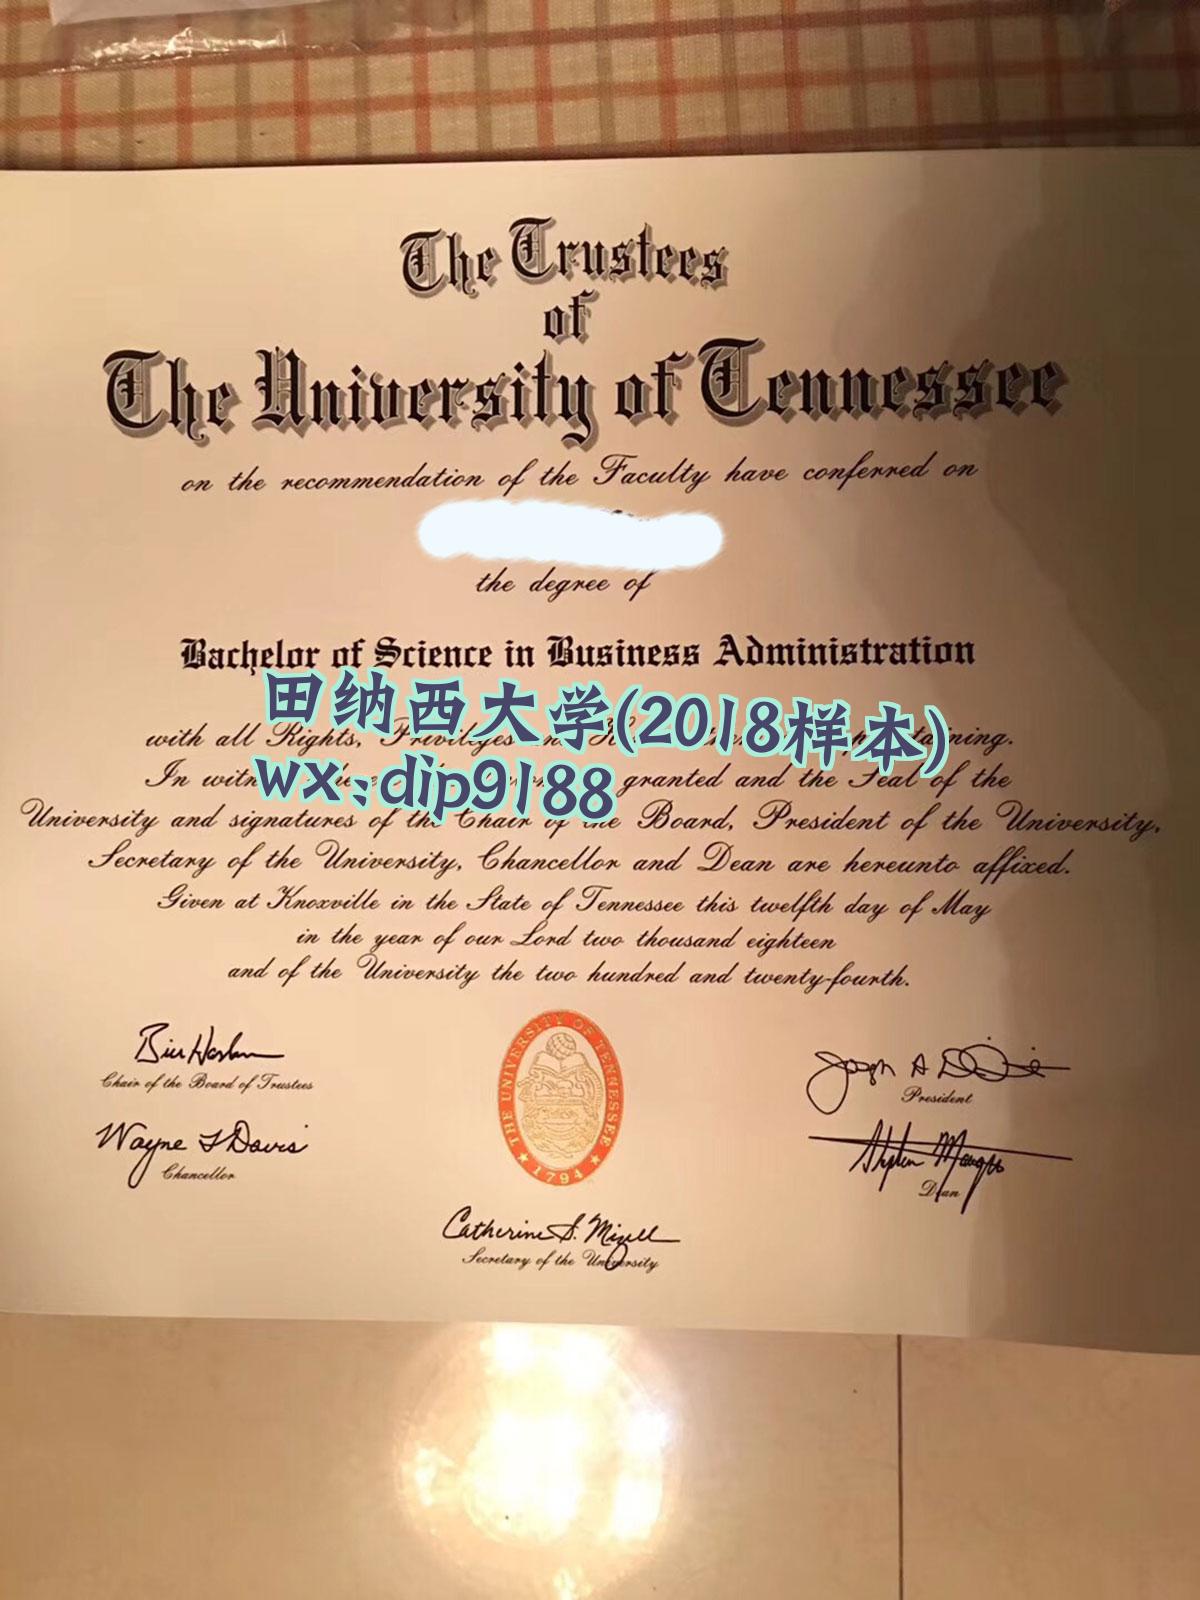 The Trustees
of
The University of Tennessee
on the recommendation of the Faculty have conferred on
the degree of
Bachelor of Science in Business Administration
田纳西大学(2018样本)
with all Rights, Privileges pertaining.
wx:dip9188
In granted and the Seal of the
University and signatures of the Chair of the Board, President of the University,
Secretary of the University, Chancellor and Dean are hereunto affixed.
Given at Knoxville in the State of Tennessee this twelfth day of May
in the year of our Lord two thousand eighteen
and of the University the two hundred and twenty-fourth.
Chair of the Board of Trustees
Wayne T Davis
Chancellor
THE UNIVERSITY OF TENNESSEE
1794
President
Dean
Catherine S. Mizell
Secretary of the University